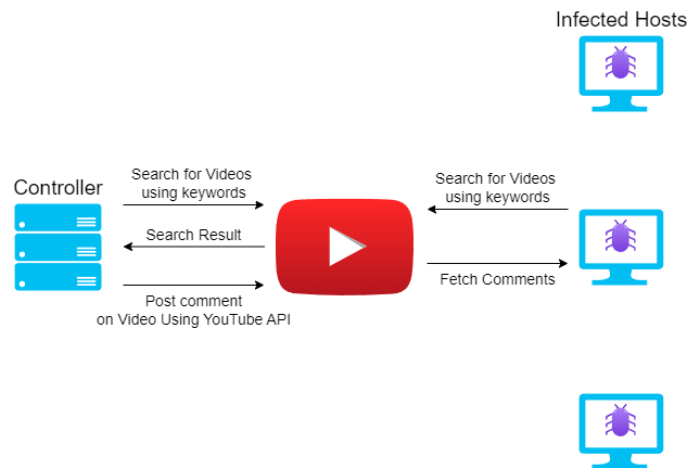 Infected Hosts
Controller
Search for Videos
using keywords
Search Result
Post comment
on Video Using YouTube API
Search for Videos
using keywords
Fetch Comments